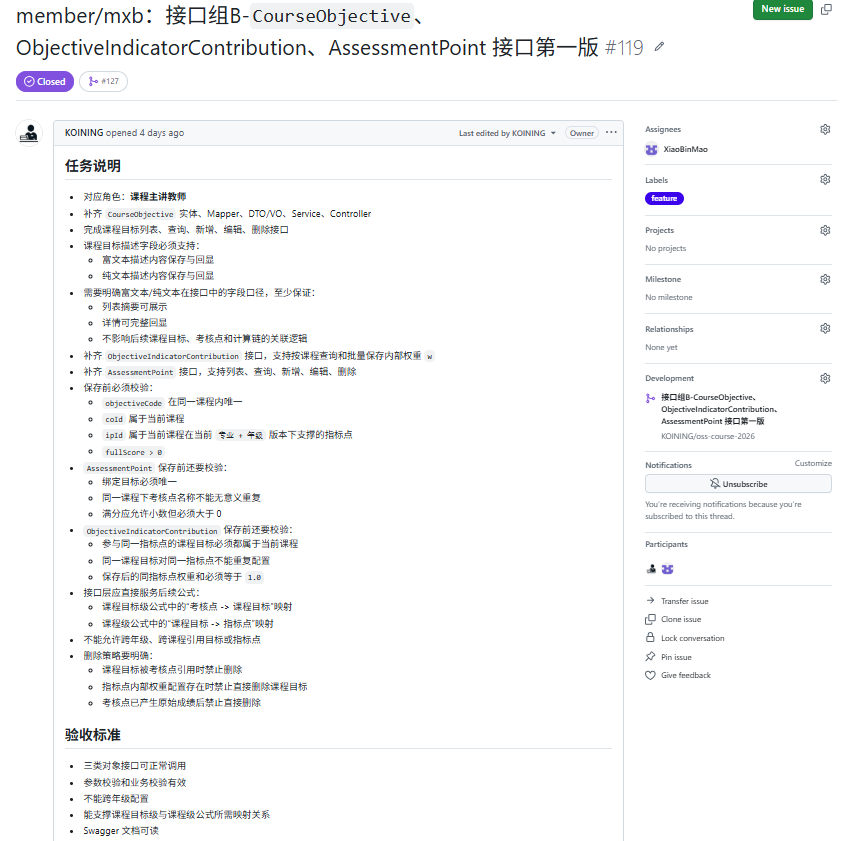 member/mxb：接口组B-CourseObjective、
ObjectiveIndicatorContribution、AssessmentPoint 接口第一版 #119
New issue
Closed
#127
KOINING opened 4 days ago
Last edited by KOINING
Owner
任务说明
对应角色：课程主讲教师
补齐 CourseObjective 实体、Mapper、DTO/VO、Service、Controller
完成课程目标列表、查询、新增、编辑、删除接口
课程目标描述字段必须支持：
富文本描述内容保存与回显
纯文本描述内容保存与回显
需要明确富文本/纯文本在接口中的字段口径，至少保证：
列表摘要可展示
详情可完整回显
不影响后续课程目标、考核点和计算链的关联逻辑
补齐 ObjectiveIndicatorContribution 接口，支持按课程查询和批量保存内部权重 w
补齐 AssessmentPoint 接口，支持列表、查询、新增、编辑、删除
保存前必须校验：
objectiveCode 在同一课程内唯一
coId 属于当前课程
ipId 属于当前课程在当前 专业 + 年级 版本下支撑的指标点
fullScore > 0
AssessmentPoint 保存前还要校验：
绑定目标必须唯一
同一课程下考核点名称不能无意义重复
满分应允许小数但必须大于 0
ObjectiveIndicatorContribution 保存前还要校验：
参与同一指标点的课程目标必须都属于当前课程
同一课程目标对同一指标点不能重复配置
保存后的同指标点权重和必须等于 1.0
接口层应直接服务后续公式：
课程目标级公式中的“考核点 -> 课程目标”映射
课程级公式中的“课程目标 -> 指标点”映射
不能允许跨年级、跨课程引用目标或指标点
删除策略要明确：
课程目标被考核点引用时禁止删除
指标点内部权重配置存在时禁止直接删除课程目标
考核点已产生原始成绩后禁止直接删除
验收标准
三类对象接口可正常调用
参数校验和业务校验有效
不能跨年级配置
能支撑课程目标级与课程级公式所需映射关系
Swagger 文档可读
Assignees
XiaoBinMao
Labels
feature
Projects
No projects
Milestone
No milestone
Relationships
None yet
Development
接口组B-CourseObjective、
ObjectiveIndicatorContribution、
AssessmentPoint 接口第一版
KOINING/oss-course-2026
Notifications
Customize
Unsubscribe
You're receiving notifications because you're
subscribed to this thread.
Participants
Transfer issue
Clone issue
Lock conversation
Pin issue
Give feedback